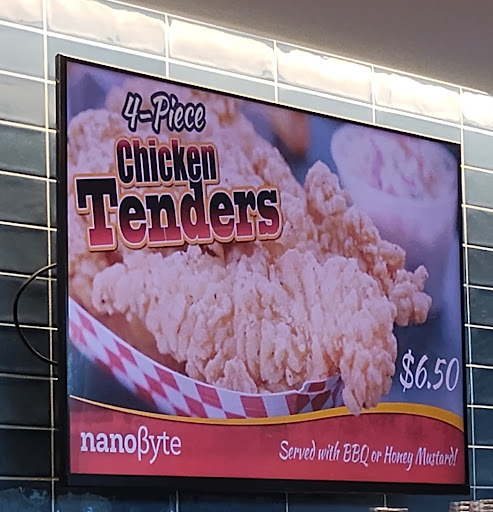 4-Piece
Chicken
Tenders
$6.50
nanoβyte
Served with BBQ or Honey Mustard!